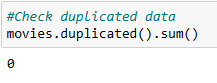 #Check duplicated data
movies.duplicated().sum()
0